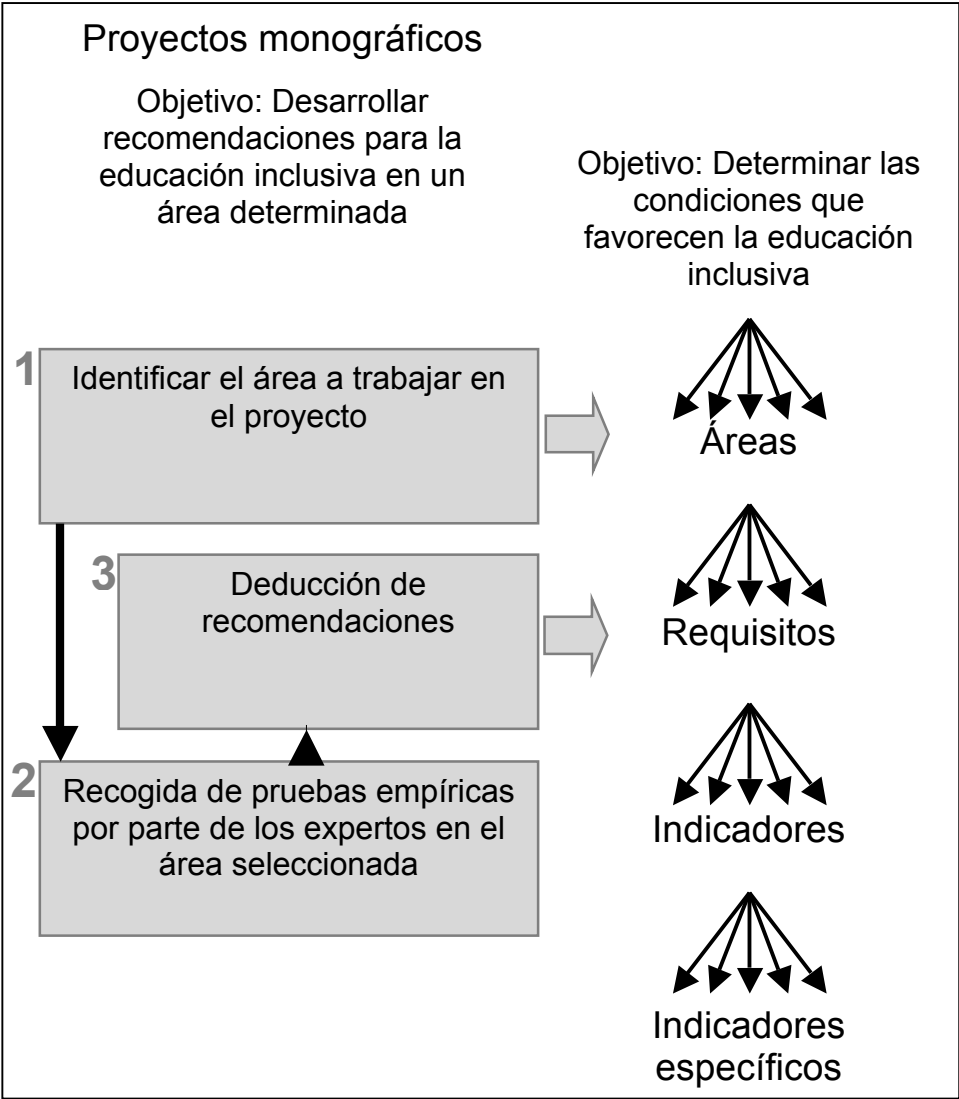 Proyectos monográficos
Objetivo: Desarrollar
recomendaciones para la
educación inclusiva en un
área determinada
Objetivo: Determinar las
condiciones que
favorecen la educación
inclusiva
1
Identificar el área a trabajar en
el proyecto
Áreas
3
Deducción de
recomendaciones
Requisitos
2
Recogida de pruebas empíricas
por parte de los expertos en el
área seleccionada
Indicadores
Indicadores
específicos